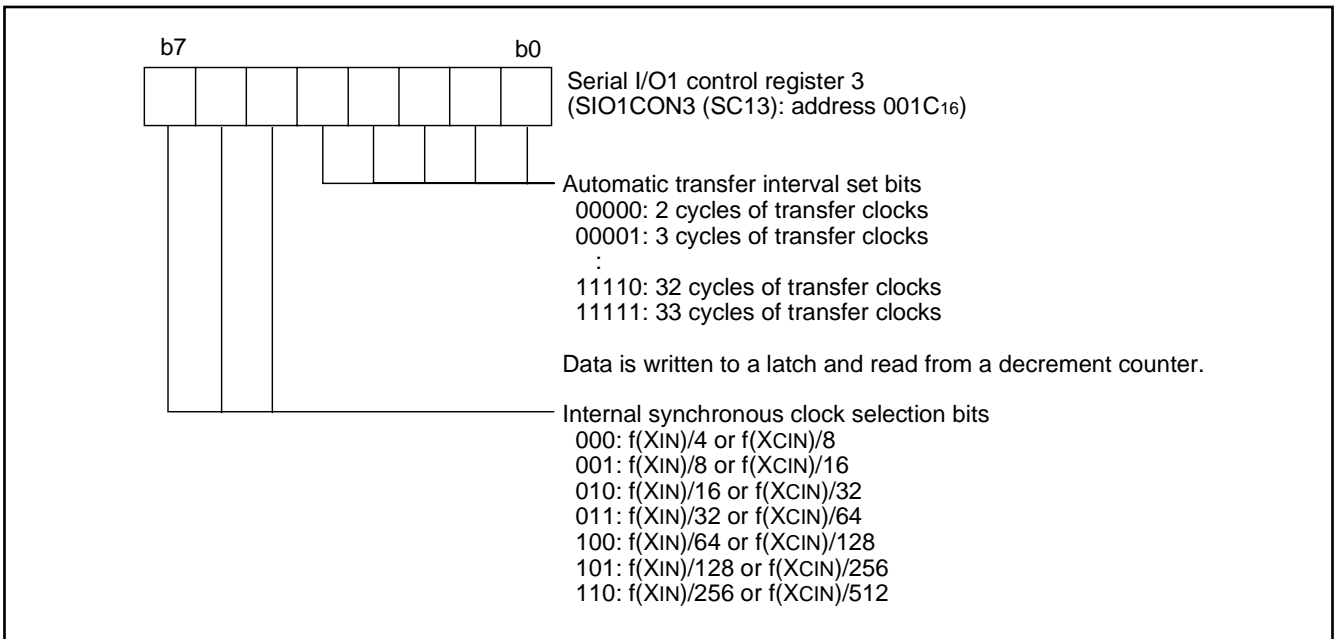 b7 b0
Serial I/O1 control register 3
(SIO1CON3 (SC13): address 001C16)
Automatic transfer interval set bits
00000: 2 cycles of transfer clocks
00001: 3 cycles of transfer clocks
:
11110: 32 cycles of transfer clocks
11111: 33 cycles of transfer clocks
Data is written to a latch and read from a decrement counter.
Internal synchronous clock selection bits
000: f(XIN)/4 or f(XCIN)/8
001: f(XIN)/8 or f(XCIN)/16
010: f(XIN)/16 or f(XCIN)/32
011: f(XIN)/32 or f(XCIN)/64
100: f(XIN)/64 or f(XCIN)/128
101: f(XIN)/128 or f(XCIN)/256
110: f(XIN)/256 or f(XCIN)/512